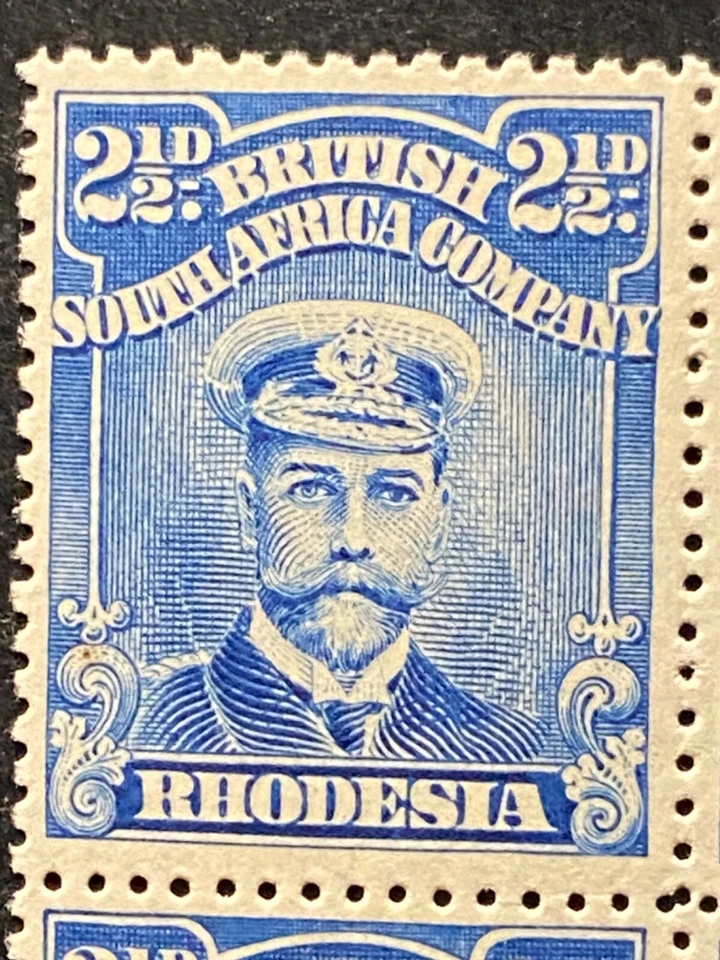 2½D BRITISH 2½D
SOUTH AFRICA COMPANY
RHODESIA